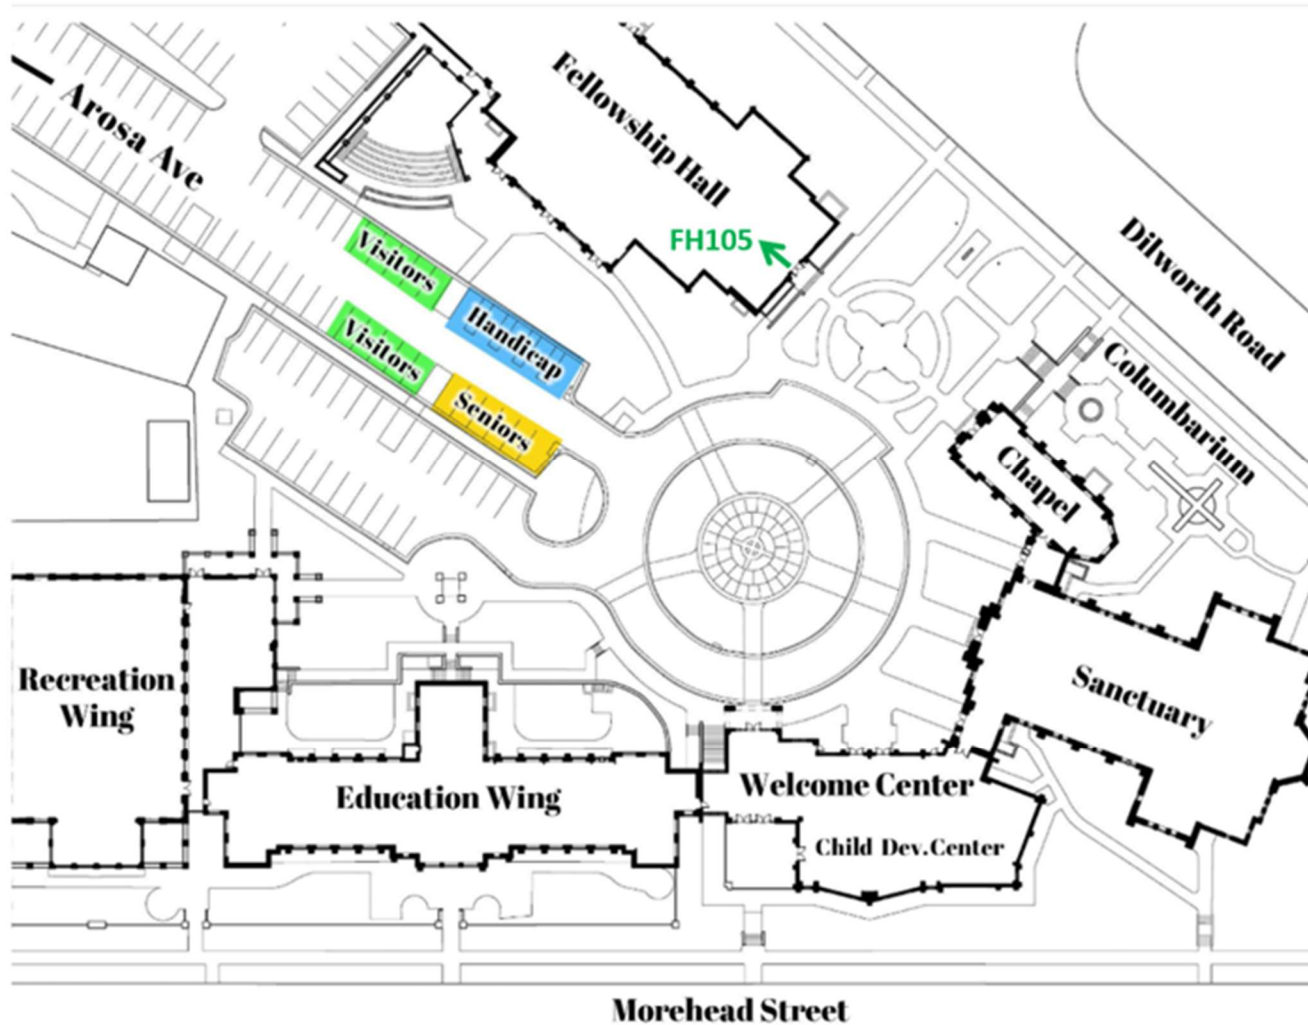 Arosa Ave
Fellowship Hall
FH105
Visitors
Handicap
Visitors
Seniors
Dilworth Road
Columbarium
Chapel
Sanctuary
Recreation
Wing
Education Wing
Welcome Center
Child Dev.Center
Morehead Street